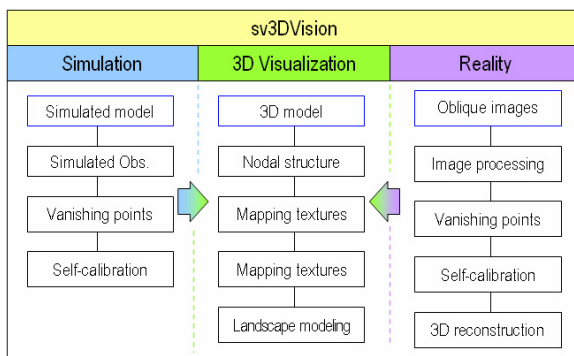 sv3DVision
Simulation
3D Visualization
Reality
Simulated model
Simulated Obs.
Vanishing points
Self-calibration
3D model
Nodal structure
Mapping textures
Mapping textures
Landscape modeling
Oblique images
Image processing
Vanishing points
Self-calibration
3D reconstruction